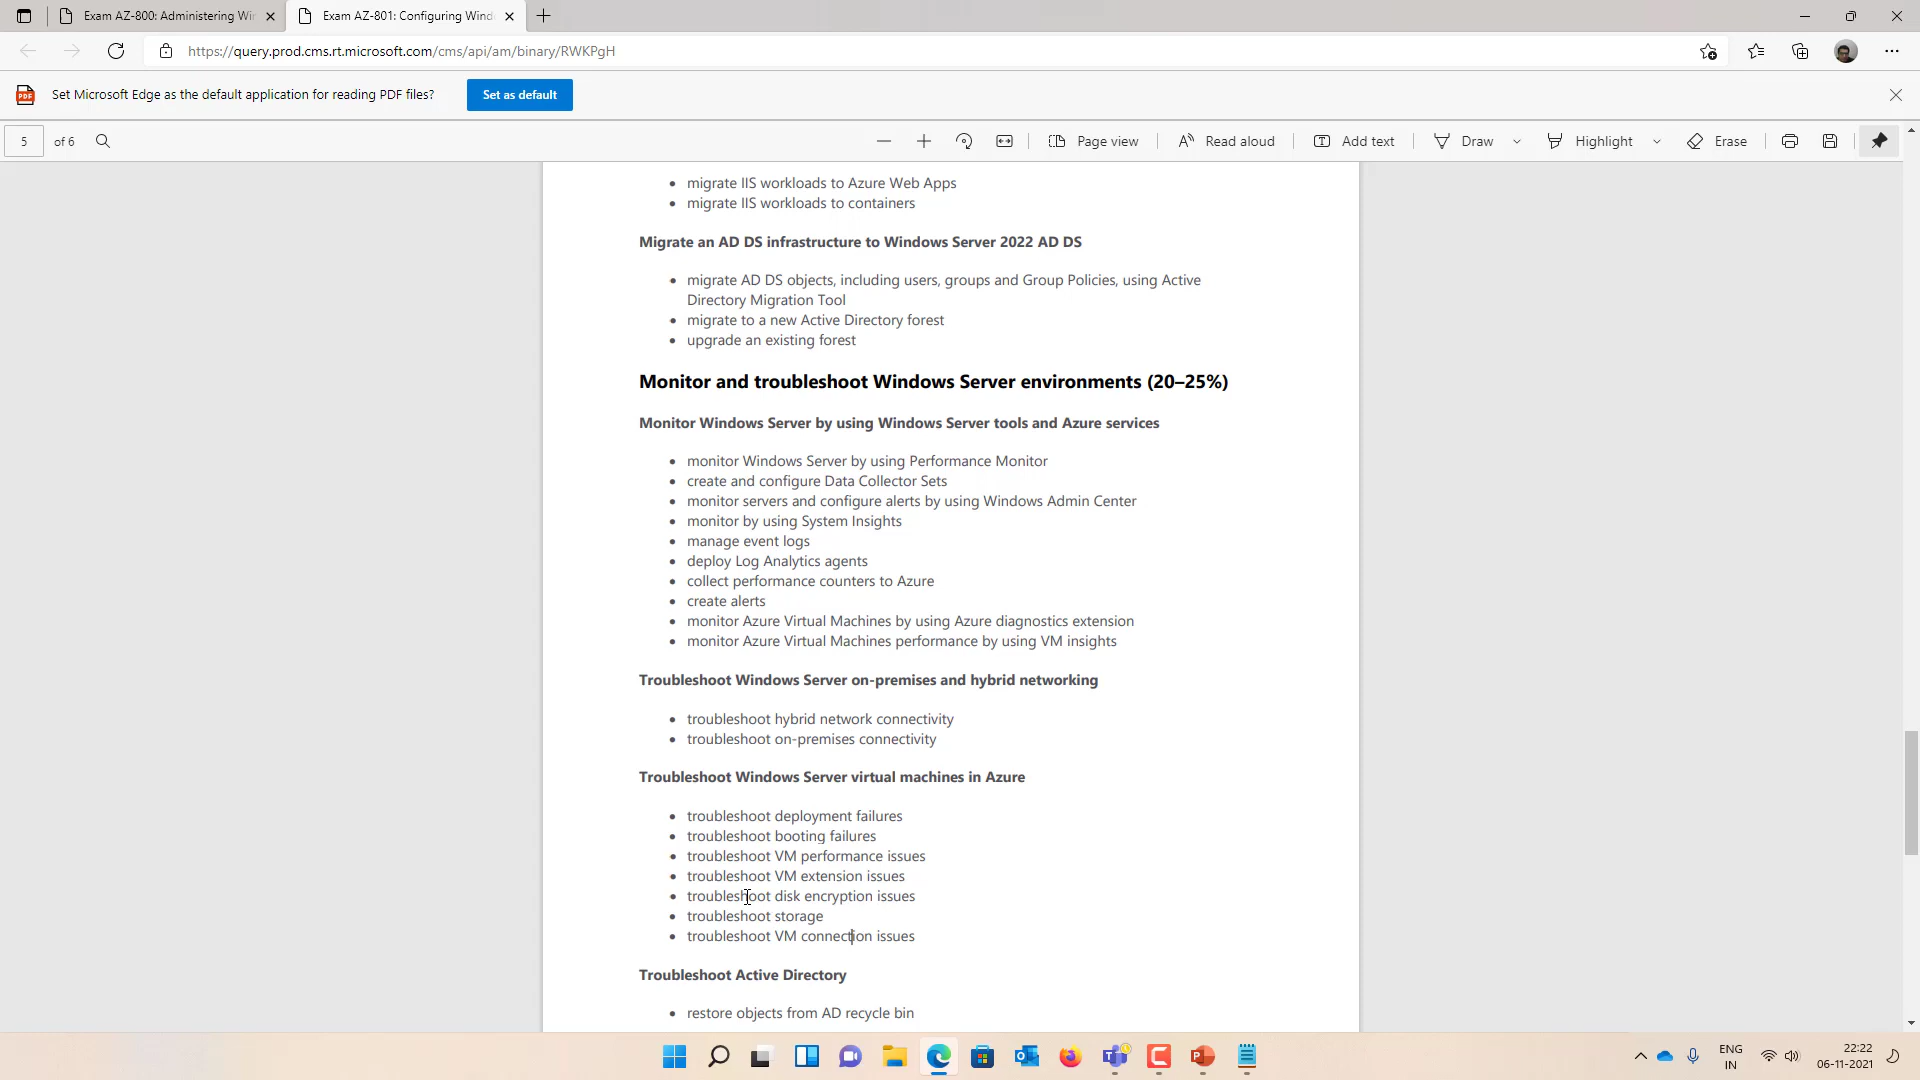 Exam AZ-800: Administering Wi
Exam AZ-801: Configuring Wind
https://query.prod.cms.rt.microsoft.com/cms/api/am/binary/RWKPgH
Set Microsoft Edge as the default application for reading PDF files?
Set as default
5 of 6
Page view
Read aloud
Add text
Draw
Highlight
Erase
• migrate IIS workloads to Azure Web Apps
• migrate IIS workloads to containers
Migrate an AD DS infrastructure to Windows Server 2022 AD DS
• migrate AD DS objects, including users, groups and Group Policies, using Active
Directory Migration Tool
• migrate to a new Active Directory forest
• upgrade an existing forest
Monitor and troubleshoot Windows Server environments (20–25%)
Monitor Windows Server by using Windows Server tools and Azure services
• monitor Windows Server by using Performance Monitor
• create and configure Data Collector Sets
• monitor servers and configure alerts by using Windows Admin Center
• monitor by using System Insights
• manage event logs
• deploy Log Analytics agents
• collect performance counters to Azure
• create alerts
• monitor Azure Virtual Machines by using Azure diagnostics extension
• monitor Azure Virtual Machines performance by using VM insights
Troubleshoot Windows Server on-premises and hybrid networking
• troubleshoot hybrid network connectivity
• troubleshoot on-premises connectivity
Troubleshoot Windows Server virtual machines in Azure
• troubleshoot deployment failures
• troubleshoot booting failures
• troubleshoot VM performance issues
• troubleshoot VM extension issues
• troubleshoot disk encryption issues
• troubleshoot storage
• troubleshoot VM connection issues
Troubleshoot Active Directory
• restore objects from AD recycle bin
ENG
IN
22:22
06-11-2021